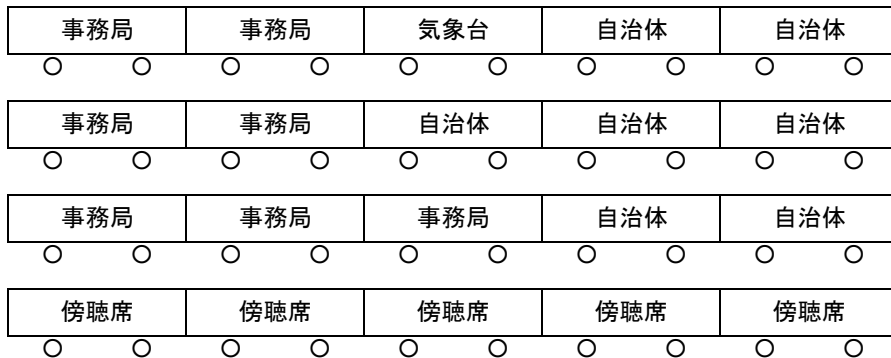 事務局 事務局 気象台 自治体 自治体
事務局 事務局 自治体 自治体 自治体
事務局 事務局 事務局 自治体 自治体
傍聴席 傍聴席 傍聴席 傍聴席 傍聴席